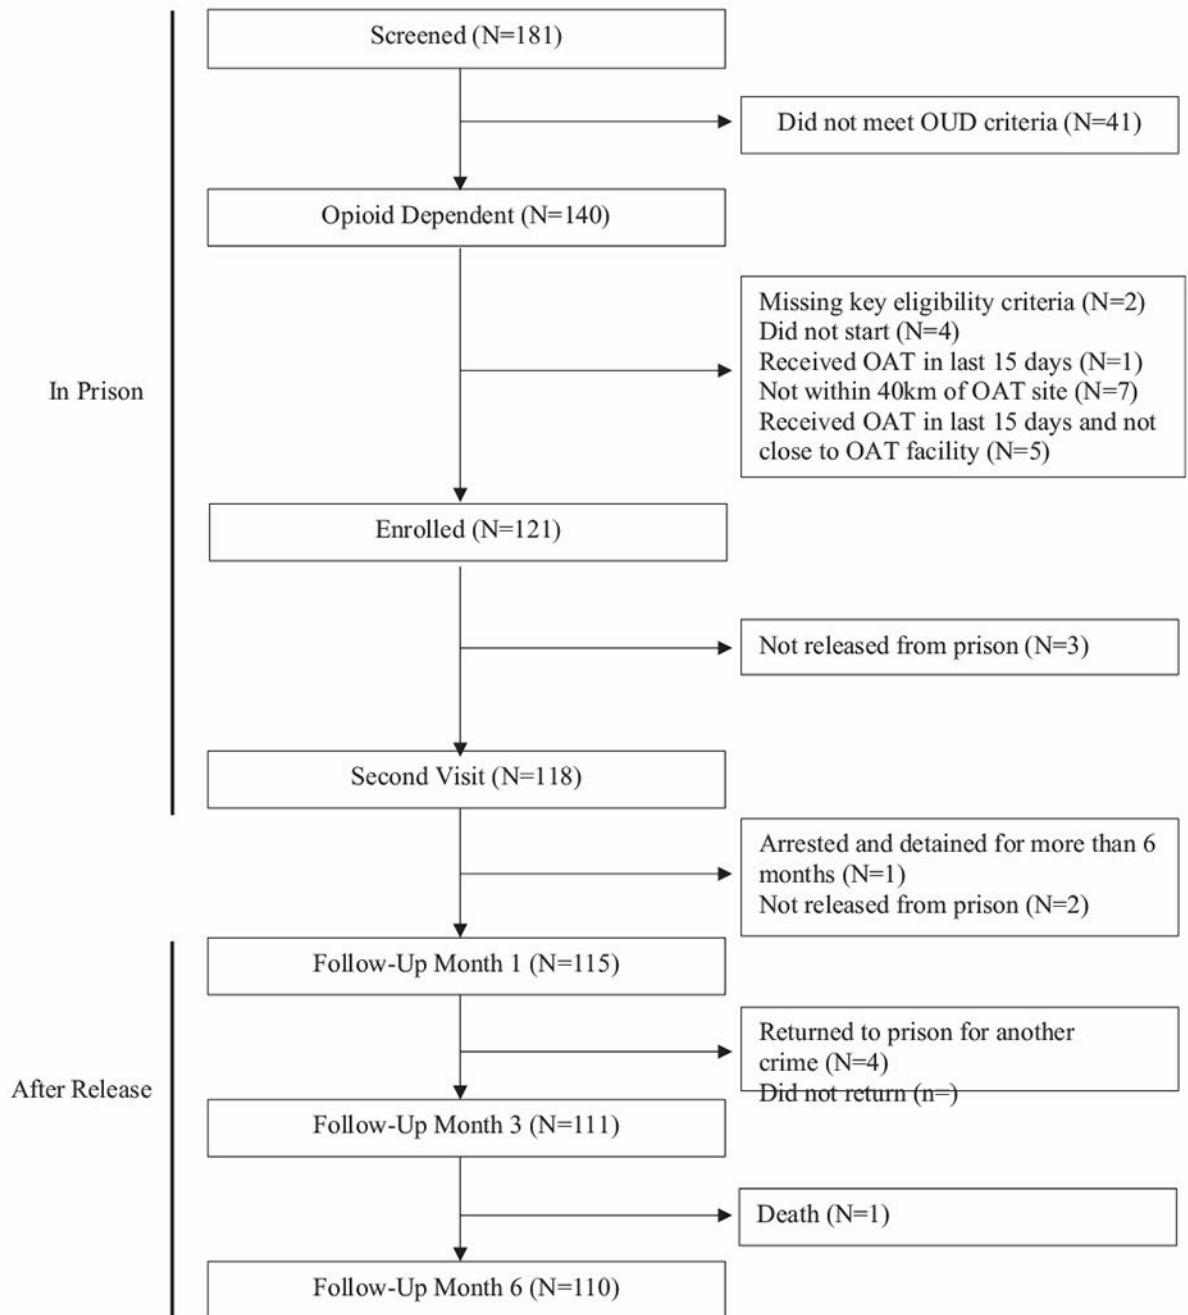 Screened (N=181)
Did not meet OUD criteria (N=41)
Opioid Dependent (N=140)
Missing key eligibility criteria (N=2)
Did not start (N=4)
Received OAT in last 15 days (N=1)
Not within 40km of OAT site (N=7)
Received OAT in last 15 days and not
close to OAT facility (N=5)
In Prison
Enrolled (N=121)
Not released from prison (N=3)
Second Visit (N=118)
Arrested and detained for more than 6
months (N=1)
Not released from prison (N=2)
Follow-Up Month 1 (N=115)
Returned to prison for another
crime (N=4)
Did not return (n=)
After Release
Follow-Up Month 3 (N=111)
Death (N=1)
Follow-Up Month 6 (N=110)